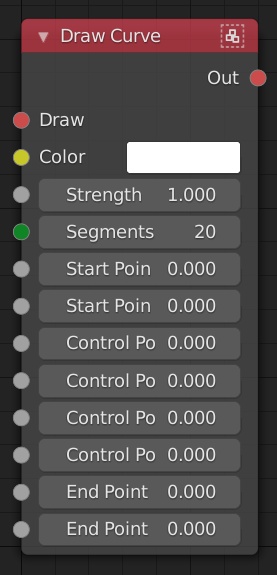 Draw Curve
Out
Draw
Color
Strength 1.000
Segments 20
Start Poin 0.000
Start Poin 0.000
Control Po 0.000
Control Po 0.000
Control Po 0.000
Control Po 0.000
End Point 0.000
End Point 0.000